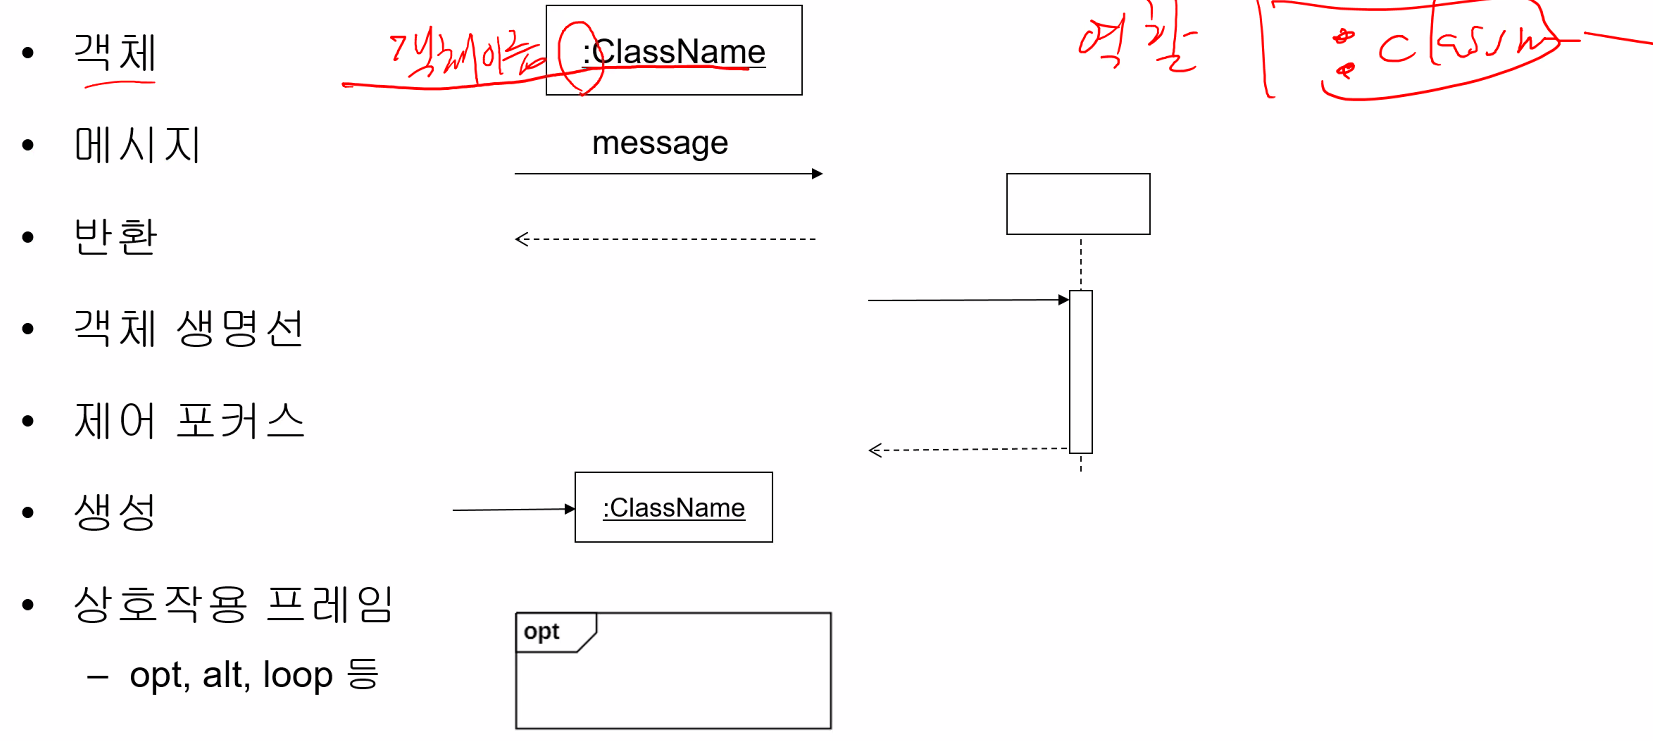 • 객체 객체이름 :ClassName 역할 : Classn
• 메시지 message
• 반환
• 객체 생명선
• 제어 포커스
• 생성 :ClassName
• 상호작용 프레임
opt
– opt, alt, loop 등